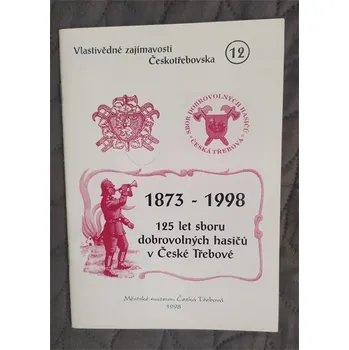 Vlastivědné zajímavosti
Českotřebovska
12
SBOR DOBROVOLNÝCH HASIČŮ
ČESKÁ TŘEBOVÁ
1873 - 1998
125 let sboru
dobrovolných hasičů
v České Třebové
Městské muzeum Česká Třebová
1998